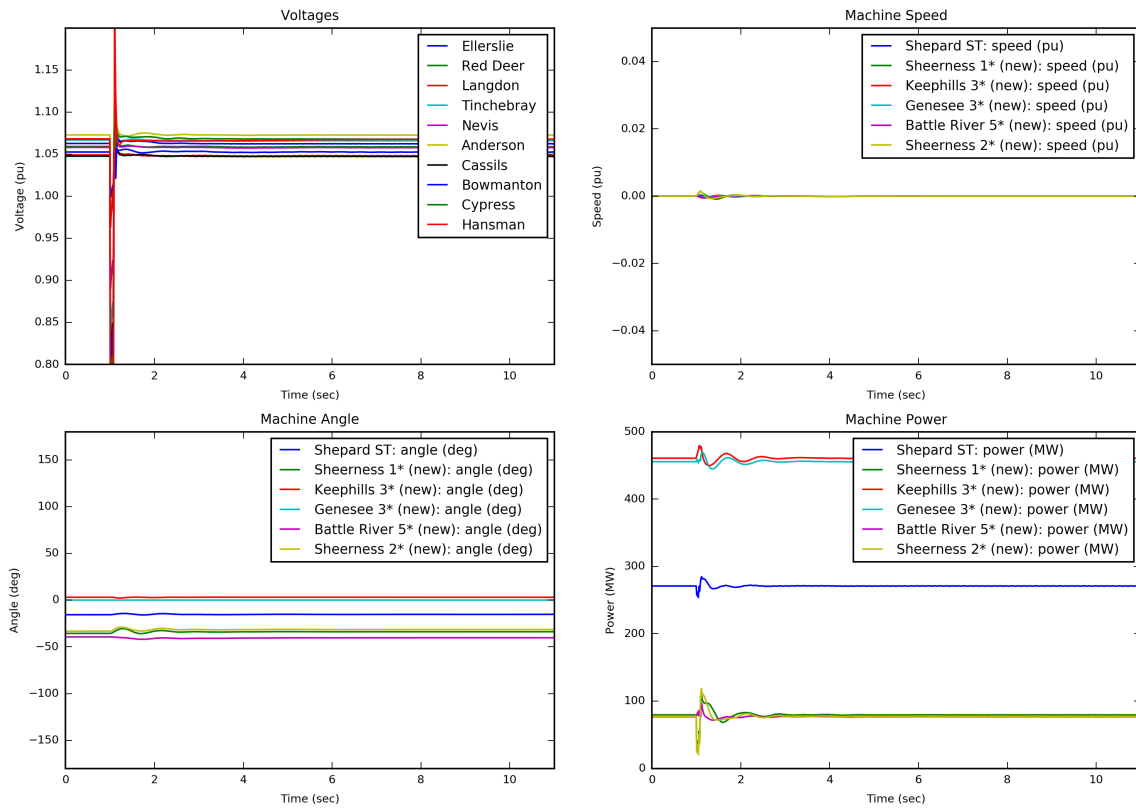 Voltages
1.15
1.10
1.05
1.00
0.95
0.90
0.85
0.80
Voltage (pu)
0
2
4
6
8
10
Time (sec)
Ellerslie
Red Deer
Langdon
Tinchebray
Nevis
Anderson
Cassils
Bowmanton
Cypress
Hansman
Machine Speed
0.04
0.02
0.00
−0.02
−0.04
Speed (pu)
0
2
4
6
8
10
Time (sec)
Shepard ST: speed (pu)
Sheerness 1* (new): speed (pu)
Keephills 3* (new): speed (pu)
Genesee 3* (new): speed (pu)
Battle River 5* (new): speed (pu)
Sheerness 2* (new): speed (pu)
Machine Angle
150
100
50
0
−50
−100
−150
Angle (deg)
0
2
4
6
8
10
Time (sec)
Shepard ST: angle (deg)
Sheerness 1* (new): angle (deg)
Keephills 3* (new): angle (deg)
Genesee 3* (new): angle (deg)
Battle River 5* (new): angle (deg)
Sheerness 2* (new): angle (deg)
Machine Power
500
400
300
200
100
0
Power (MW)
0
2
4
6
8
10
Time (sec)
Shepard ST: power (MW)
Sheerness 1* (new): power (MW)
Keephills 3* (new): power (MW)
Genesee 3* (new): power (MW)
Battle River 5* (new): power (MW)
Sheerness 2* (new): power (MW)